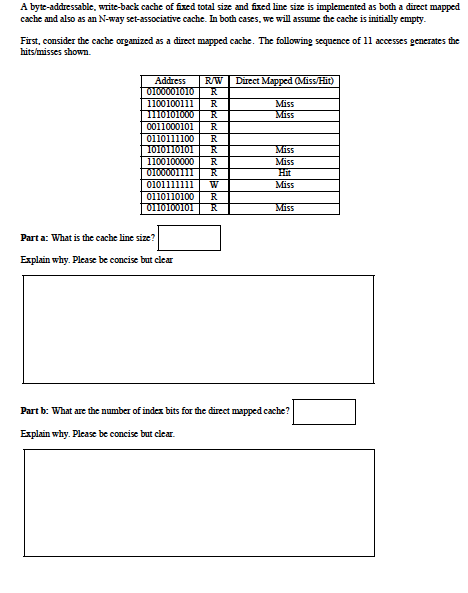 A byte-addressable, write-back cache of fixed total size and fixed line size is implemented as both a direct mapped
cache and also as an N-way set-associative cache. In both cases, we will assume the cache is initially empty.
First, consider the cache organized as a direct mapped cache. The following sequence of 11 accesses generates the
hits/misses shown.
Address R/W Direct Mapped (Miss/Hit)
0100001010 R
1100100111 R Miss
1110101000 R Miss
0011000101 R
0110111100 R
1010110101 R Miss
1100100000 R Miss
0100001111 R Hit
0101111111 W Miss
0110110100 R
0110100101 R Miss
Part a: What is the cache line size?
Explain why. Please be concise but clear
Part b: What are the number of index bits for the direct mapped cache?
Explain why. Please be concise but clear.